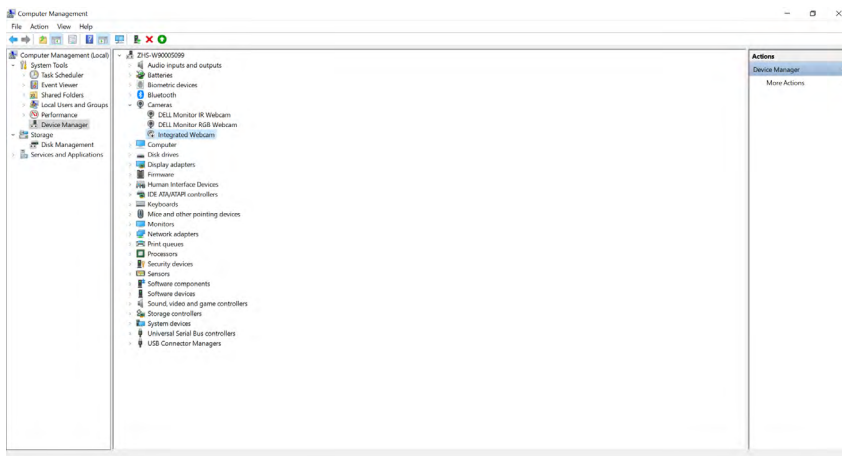 Computer Management
File Action View Help
Computer Management (Local)
System Tools
Task Scheduler
Event Viewer
Shared Folders
Local Users and Groups
Performance
Device Manager
Storage
Disk Management
Services and Applications
ZHS-W90005099
Audio inputs and outputs
Batteries
Biometric devices
Bluetooth
Cameras
DELL Monitor IR Webcam
DELL Monitor RGB Webcam
Integrated Webcam
Computer
Disk drives
Display adapters
Firmware
Human Interface Devices
IDE ATA/ATAPI controllers
Keyboards
Mice and other pointing devices
Monitors
Network adapters
Print queues
Processors
Security devices
Sensors
Software components
Software devices
Sound, video and game controllers
Storage controllers
System devices
Universal Serial Bus controllers
USB Connector Managers
Actions
Device Manager
More Actions